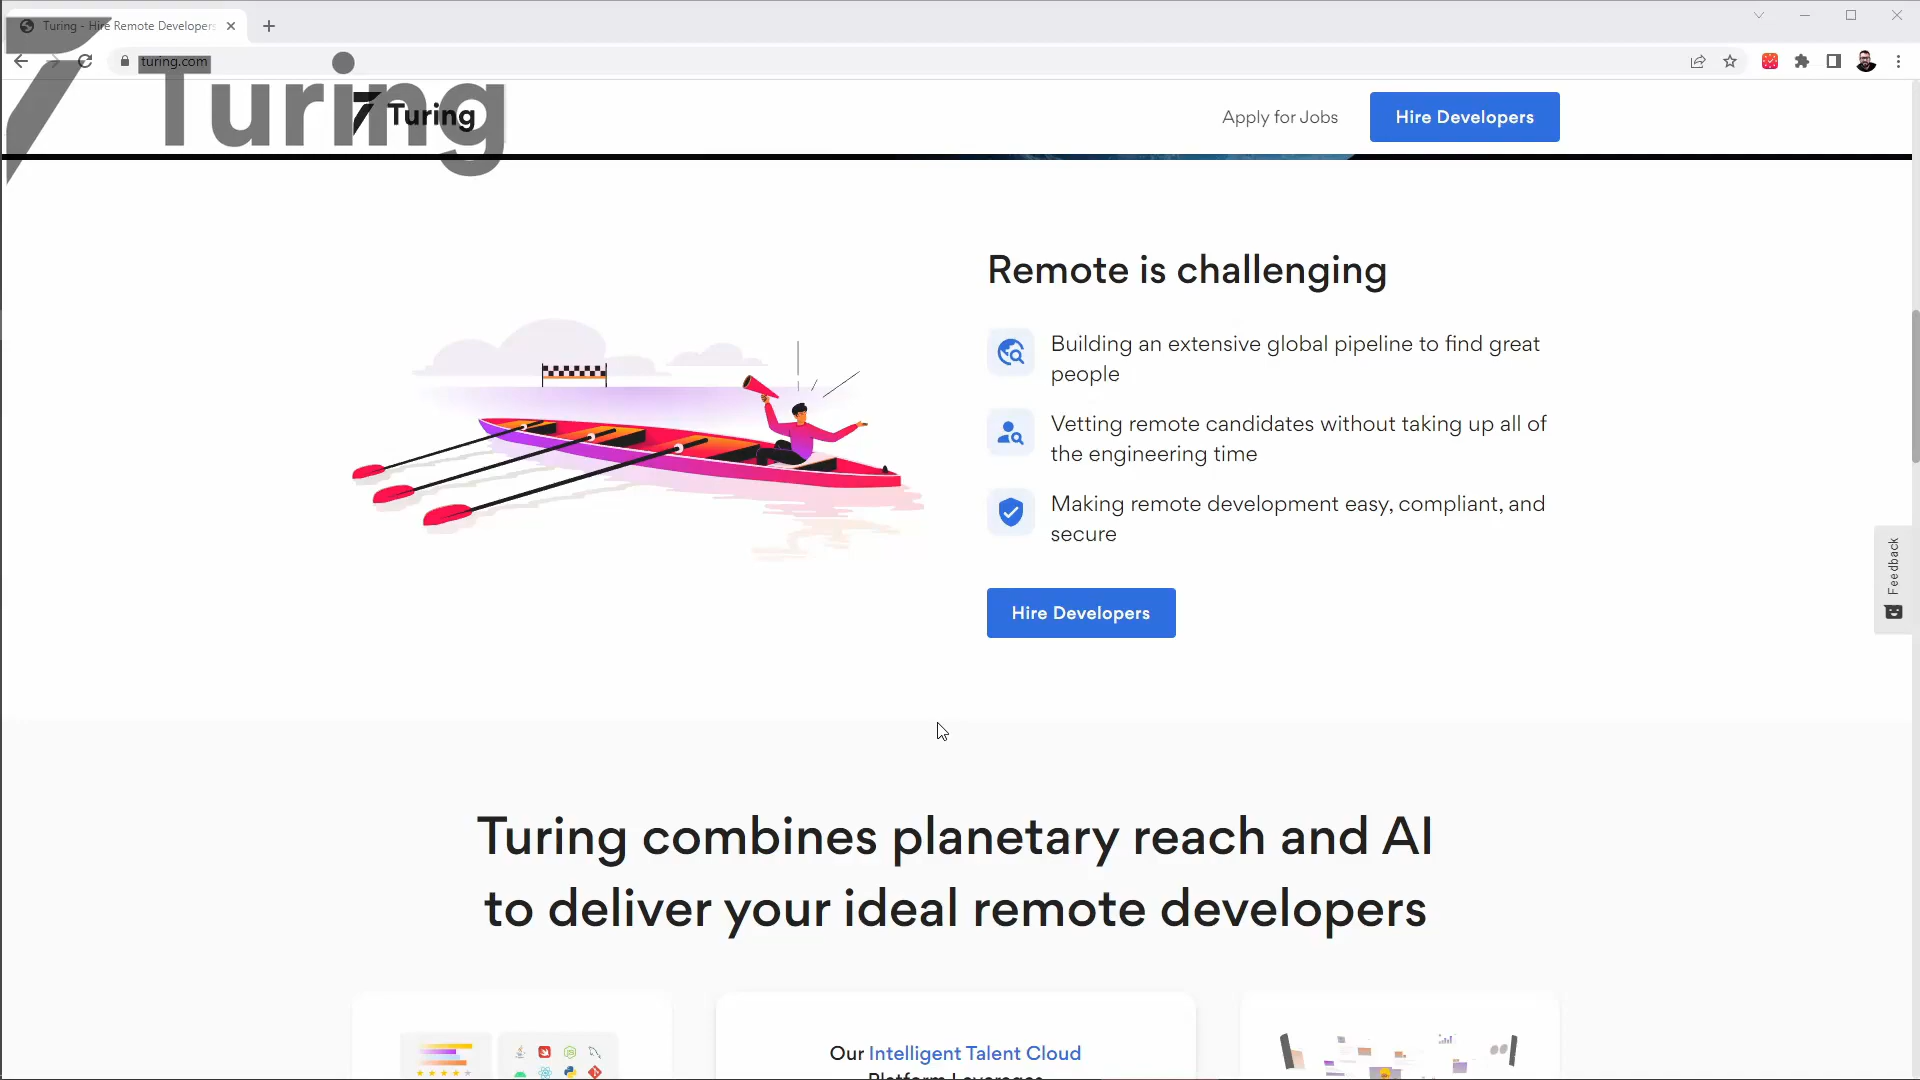 Turing - Hire Remote Developers
turing.com
Turing
Turing
Apply for Jobs
Hire Developers
Remote is challenging
Building an extensive global pipeline to find great
people
Vetting remote candidates without taking up all of
the engineering time
Making remote development easy, compliant, and
secure
Hire Developers
Feedback
Turing combines planetary reach and AI
to deliver your ideal remote developers
Our Intelligent Talent Cloud
Platform Leverages